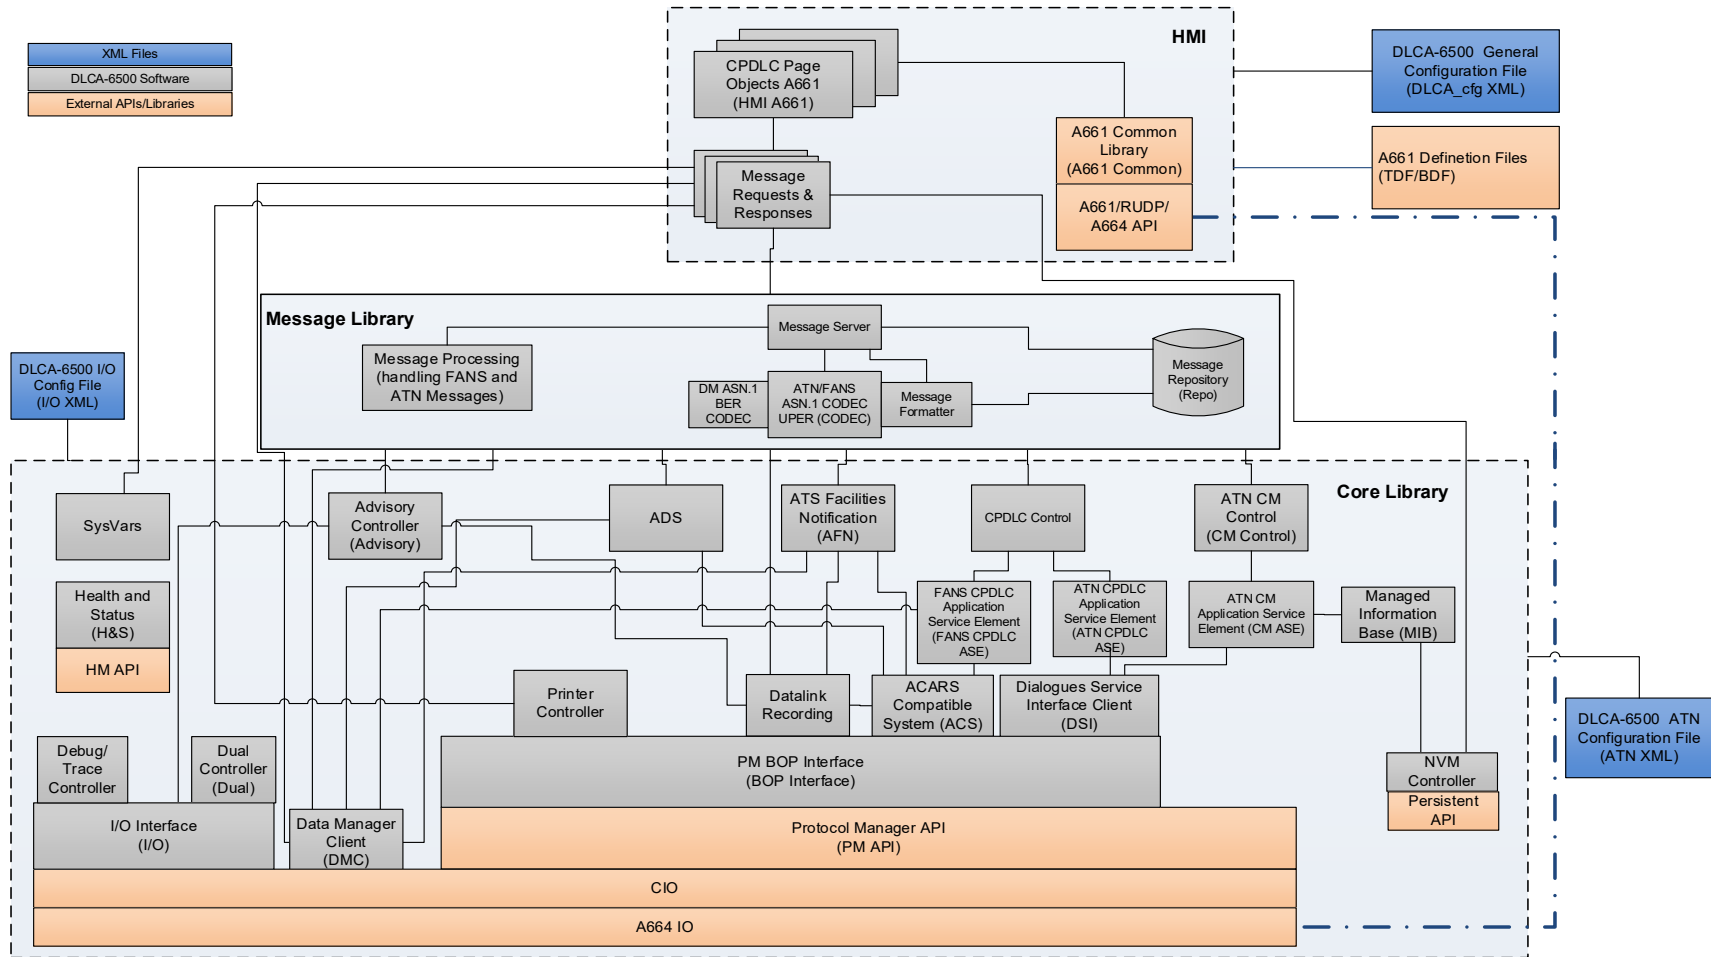 XML Files
DLCA-6500 Software
External APIs/Libraries
HMI
CPDLC Page
Objects A661
(HMI A661)
DLCA-6500 General
Configuration File
(DLCA_cfg XML)
A661 Common
Library
(A661 Common)
A661 Definetion Files
(TDF/BDF)
Message
Requests &
Responses
A661/RUDP/
A664 API
Message Library
Message Server
Message Processing
(handling FANS and
ATN Messages)
DM ASN.1
BER
CODEC
ATN/FANS
ASN.1 CODEC
UPER (CODEC)
Message
Formatter
Message
Repository
(Repo)
DLCA-6500 I/O
Config File
(I/O XML)
Core Library
SysVars
Advisory
Controller
(Advisory)
ADS
ATS Facilities
Notification
(AFN)
CPDLC Control
ATN CM
Control
(CM Control)
Health and
Status
(H&S)
HM API
FANS CPDLC
Application
Service Element
(FANS CPDLC
ASE)
ATN CPDLC
Application
Service Element
(ATN CPDLC
ASE)
ATN CM
Application Service
Element (CM ASE)
Managed
Information
Base (MIB)
Printer
Controller
Datalink
Recording
ACARS
Compatible
System (ACS)
Dialogues Service
Interface Client
(DSI)
DLCA-6500 ATN
Configuration File
(ATN XML)
Debug/
Trace
Controller
Dual
Controller
(Dual)
PM BOP Interface
(BOP Interface)
NVM
Controller
Persistent
API
I/O Interface
(I/O)
Data Manager
Client
(DMC)
Protocol Manager API
(PM API)
CIO
A664 IO